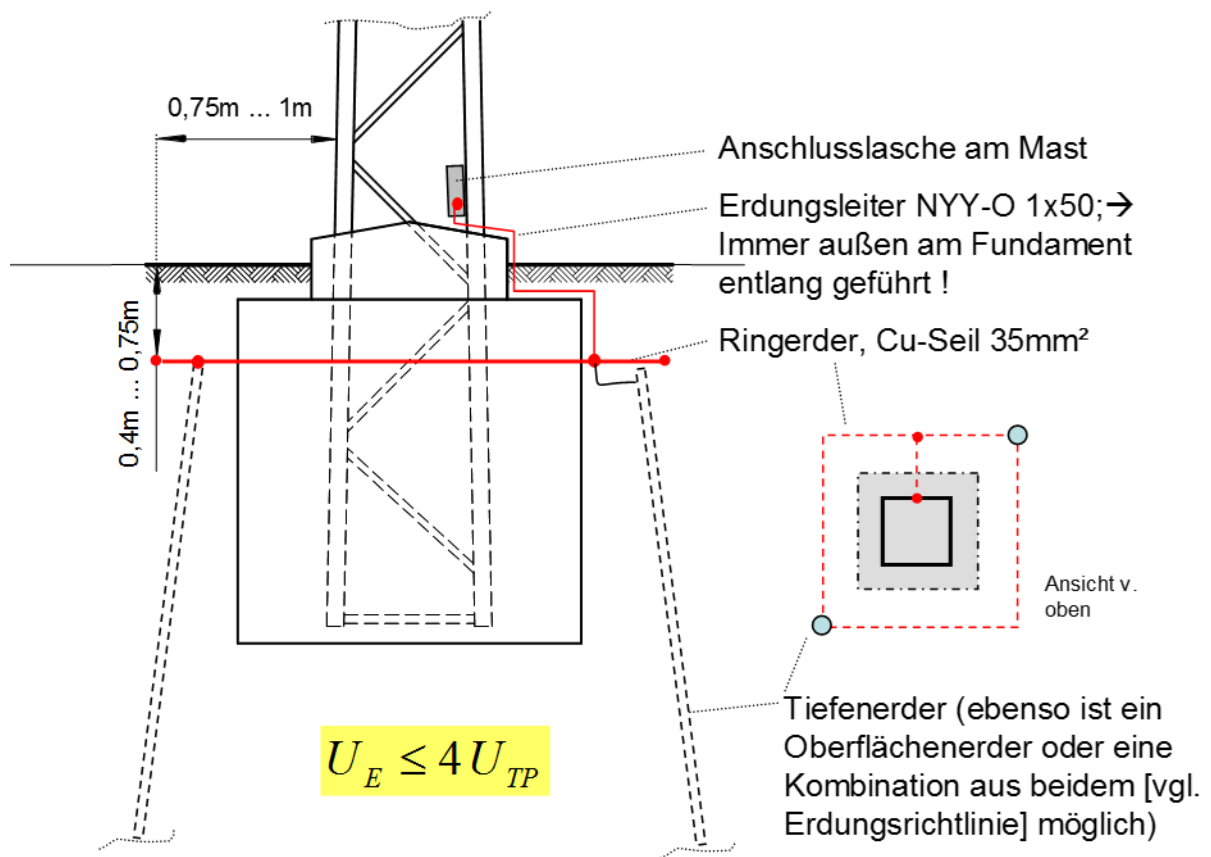 0,75m ... 1m
Anschlusslasche am Mast
Erdungsleiter NYY-O 1x50;→
Immer außen am Fundament
entlang geführt !
0,4m ... 0,75m
Ringerder, Cu-Seil 35mm²
Ansicht v.
oben
Tiefenerder (ebenso ist ein
Oberflächenerder oder eine
Kombination aus beidem [vgl.
Erdungsrichtlinie] möglich)
U_E ≤ 4 U_TP